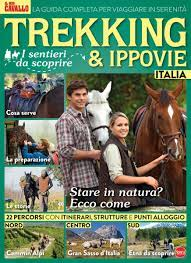 CAVALLO
LA GUIDA COMPLETA PER VIAGGIARE IN SERENITÀ
TREKKING
I sentieri
da scoprire
& IPPOVIE
ITALIA
Cosa serve
La preparazione
Le storie
Stare in natura?
Ecco come
22 PERCORSI CON ITINERARI, STRUTTURE E PUNTI ALLOGGIO
NORD
CENTRO
SUD
Cammin'Alpi
Gran Sasso d'Italia
Etna da scoprire